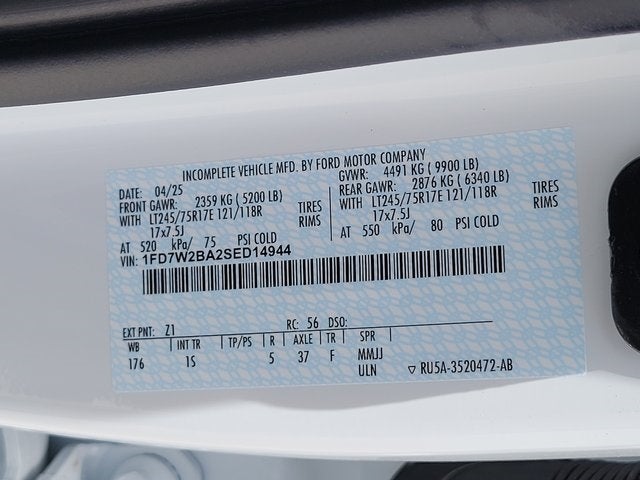 INCOMPLETE VEHICLE MFD. BY FORD MOTOR COMPANY
DATE: 04/25 GVWR: 4491 KG ( 9900 LB)
FRONT GAWR: 2359 KG ( 5200 LB) REAR GAWR: 2876 KG ( 6340 LB)
WITH LT245/75R17E 121/118R TIRES WITH LT245/75R17E 121/118R TIRES
17x7.5J RIMS 17x7.5J RIMS
AT 520 kPa/ 75 PSI COLD AT 550 kPa/ 80 PSI COLD
VIN: 1FD7W2BA2SED14944
EXT PNT: Z1 RC: 56 DSO:
WB INT TR TP/PS R AXLE TR SPR
176 1S 5 37 F MMJJ
ULN ▽ RU5A-3520472-AB